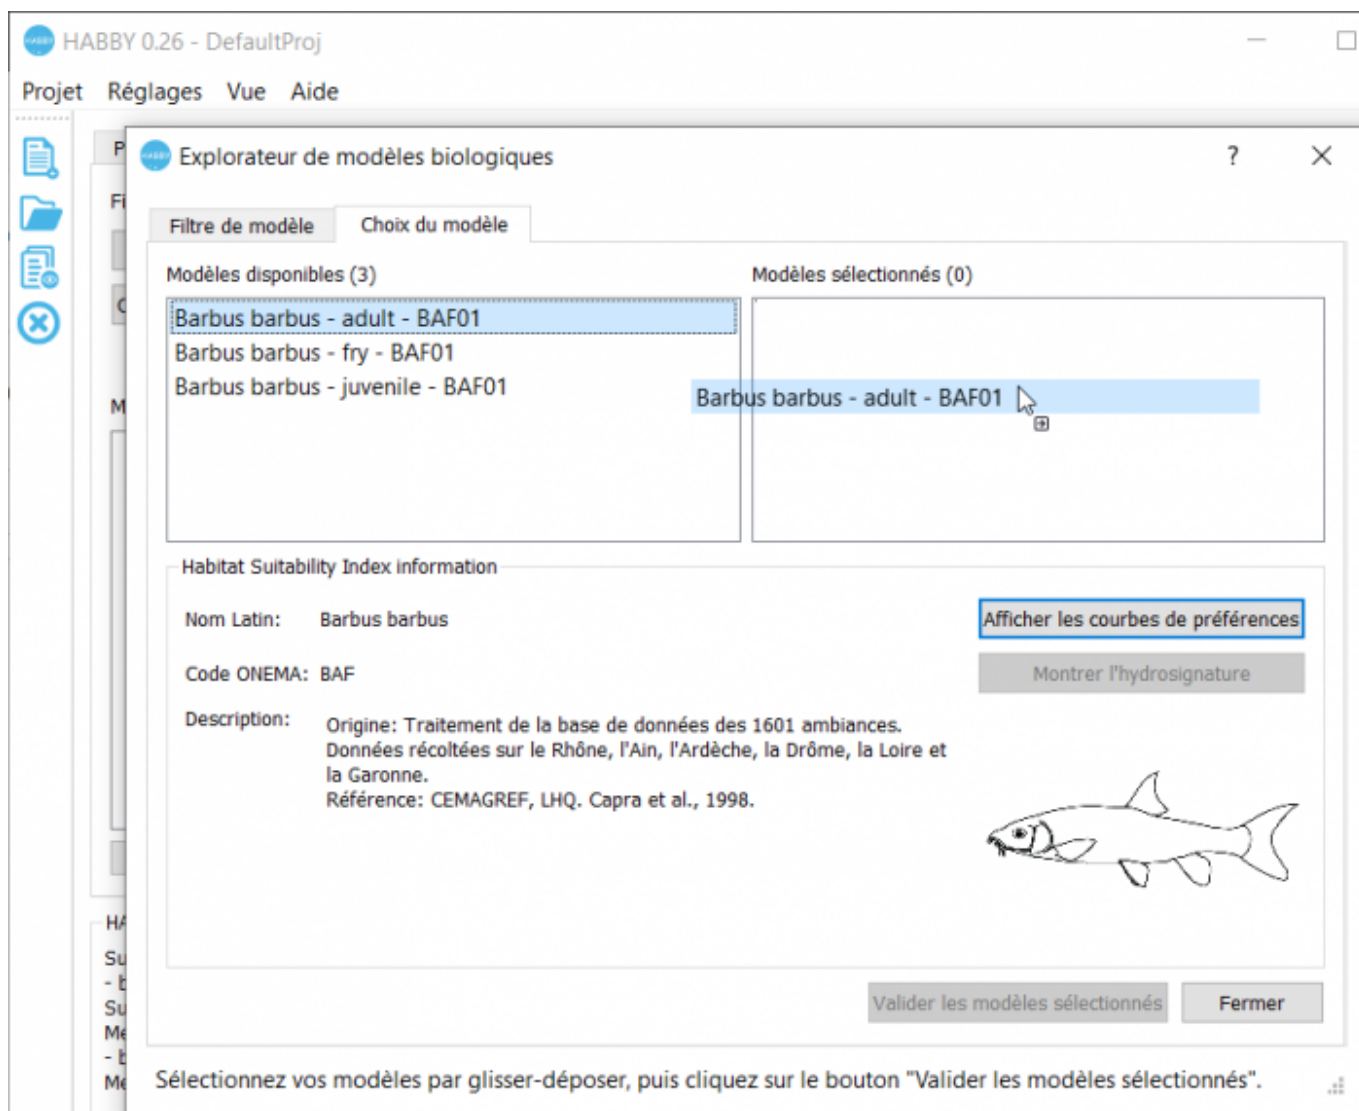 HABBY 0.26 - DefaultProj
Projet Réglages Vue Aide
HABBY Explorateur de modèles biologiques ?
Filtre de modèle Choix du modèle
Modèles disponibles (3) Modèles sélectionnés (0)
Barbus barbus - adult - BAF01
Barbus barbus - fry - BAF01
Barbus barbus - juvenile - BAF01
Barbus barbus - adult - BAF01
Habitat Suitability Index information
Nom Latin: Barbus barbus
Afficher les courbes de préférences
Code ONEMA: BAF
Montrer l'hydrosignature
Description: Origine: Traitement de la base de données des 1601 ambiances.
Données récoltées sur le Rhône, l'Ain, l'Ardèche, la Drôme, la Loire et
la Garonne.
Référence: CEMAGREF, LHQ. Capra et al., 1998.
Valider les modèles sélectionnés Fermer
Sélectionnez vos modèles par glisser-déposer, puis cliquez sur le bouton "Valider les modèles sélectionnés".